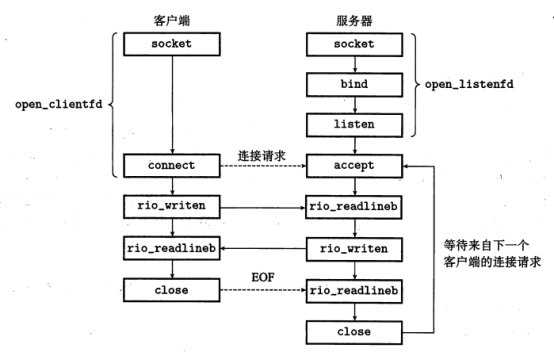 客户端
服务器
socket
socket
bind
open_clientfd
open_listenfd
listen
连接请求
connect
accept
rio_writen
rio_readlineb
rio_readlineb
rio_writen
等待来自下一个
客户端的连接请求
EOF
close
rio_readlineb
close